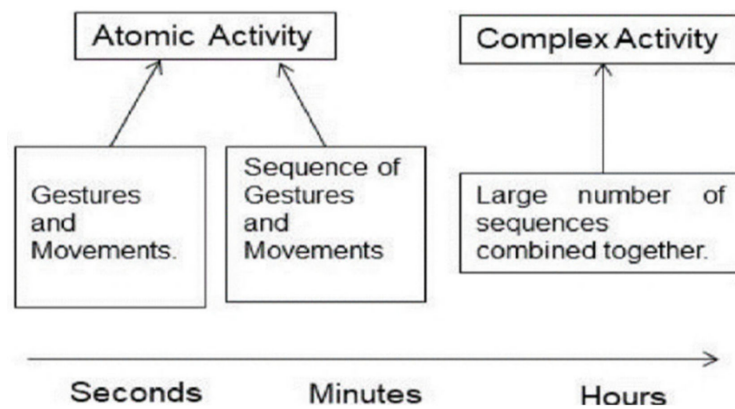 Atomic Activity
Complex Activity
Gestures
and
Movements.
Sequence of
Gestures
and
Movements
Large number of
sequences
combined together.
Seconds
Minutes
Hours